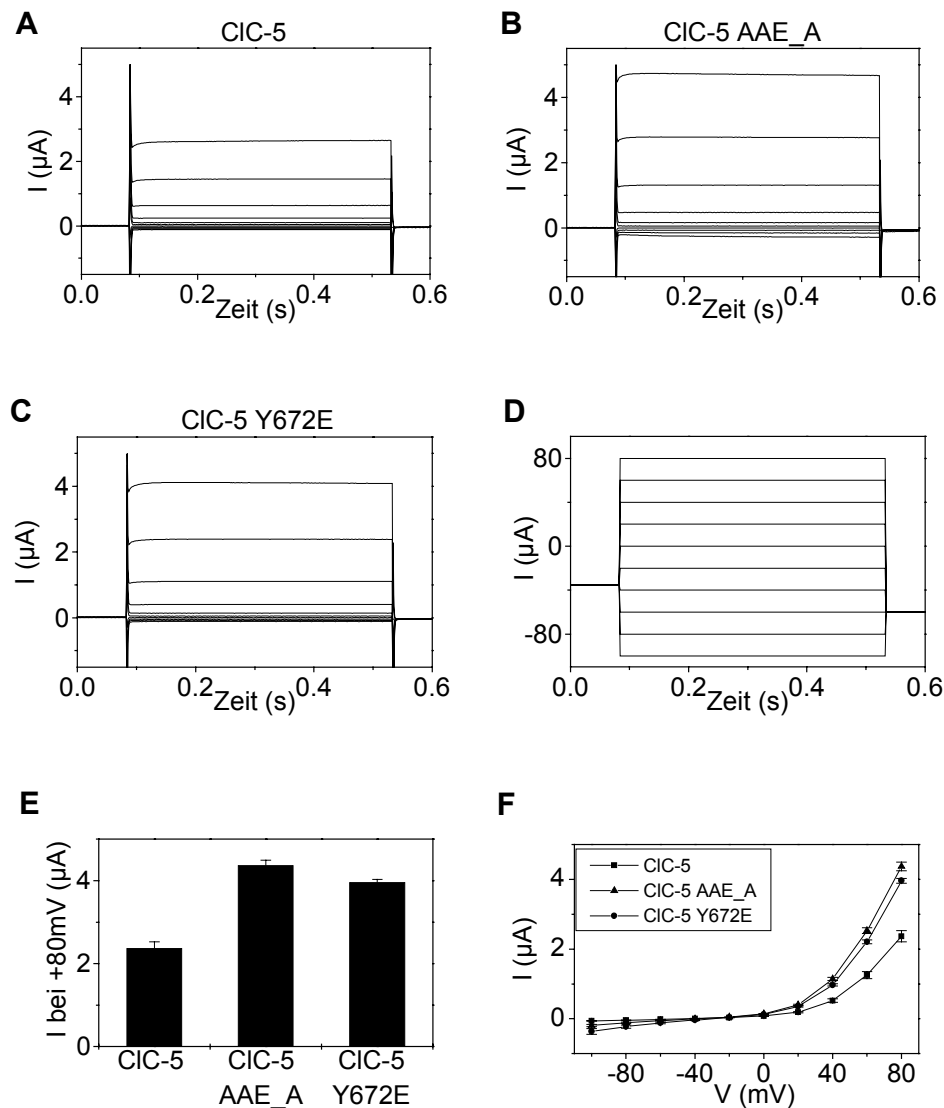 A
ClC-5
I (µA)
4
2
0
0.0 0.2 0.4 0.6
Zeit (s)
B
ClC-5 AAE_A
I (µA)
4
2
0
0.0 0.2 0.4 0.6
Zeit (s)
C
ClC-5 Y672E
I (µA)
4
2
0
0.0 0.2 0.4 0.6
Zeit (s)
D
I (µA)
80
0
-80
0.0 0.2 0.4 0.6
Zeit (s)
E
I bei +80mV (µA)
4
2
0
ClC-5 ClC-5 ClC-5
AAE_A Y672E
F
ClC-5
ClC-5 AAE_A
ClC-5 Y672E
I (µA)
4
2
0
-80 -40 0 40 80
V (mV)